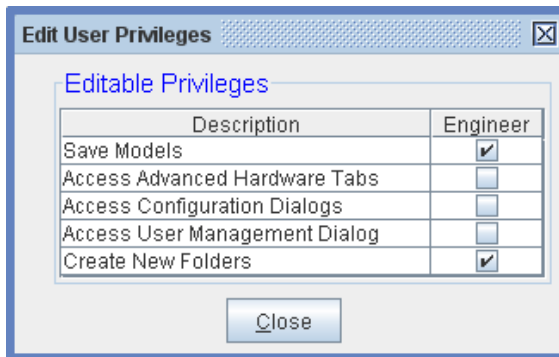 Edit User Privileges
Editable Privileges
Description Engineer
Save Models
Access Advanced Hardware Tabs
Access Configuration Dialogs
Access User Management Dialog
Create New Folders
Close